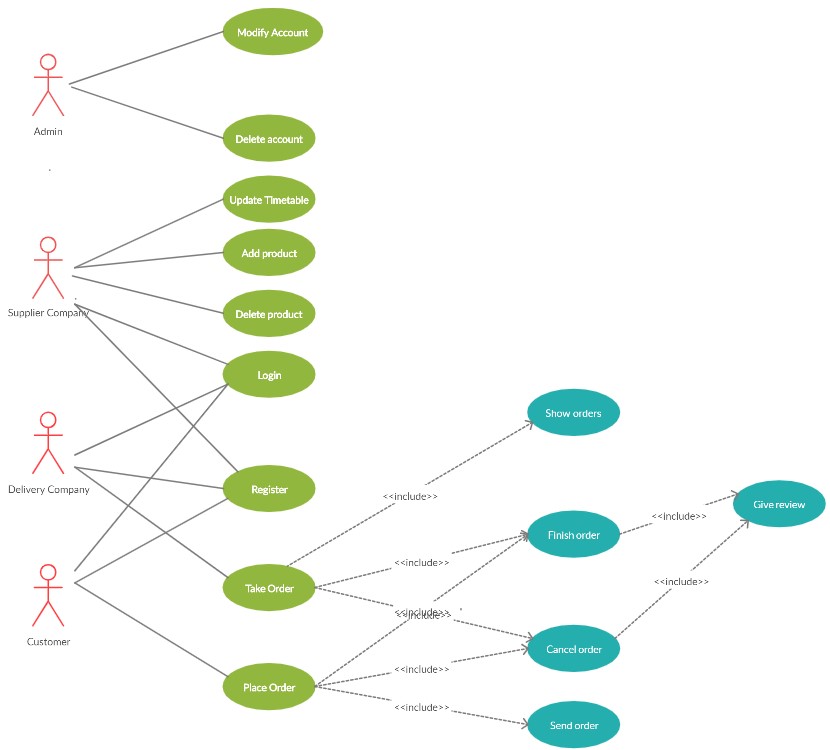 Modify Account
Admin
Delete account
Update Timetable
Add product
Supplier Company
Delete product
Login
Show orders
Delivery Company
Register
<<include>>
Give review
<<include>>
Finish order
<<include>>
Take Order
<<include>>
<<include>>
<<include>>
Customer
Cancel order
<<include>>
Place Order
<<include>>
Send order